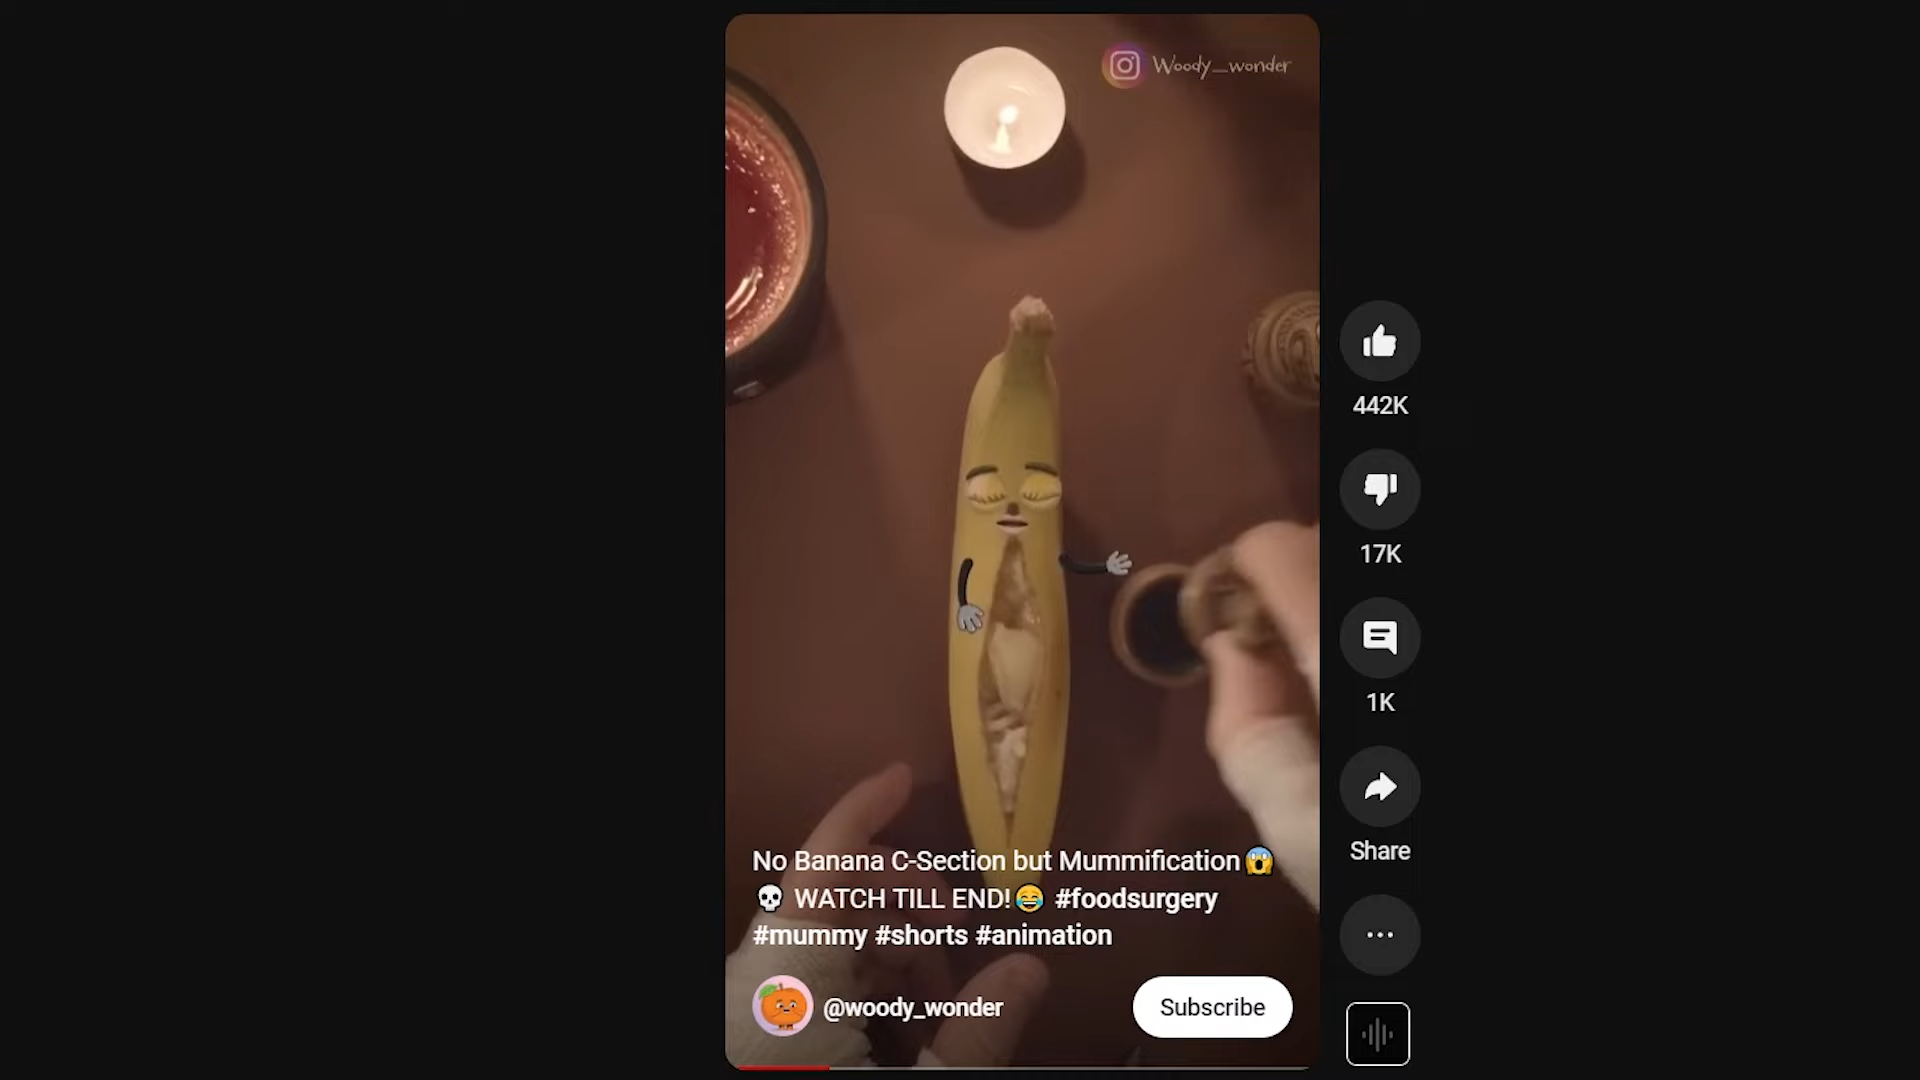 Woody_wonder
442K
17K
1K
Share
No Banana C-Section but Mummification😱
💀 WATCH TILL END!😂 #foodsurgery
#mummy #shorts #animation
@woody_wonder
Subscribe